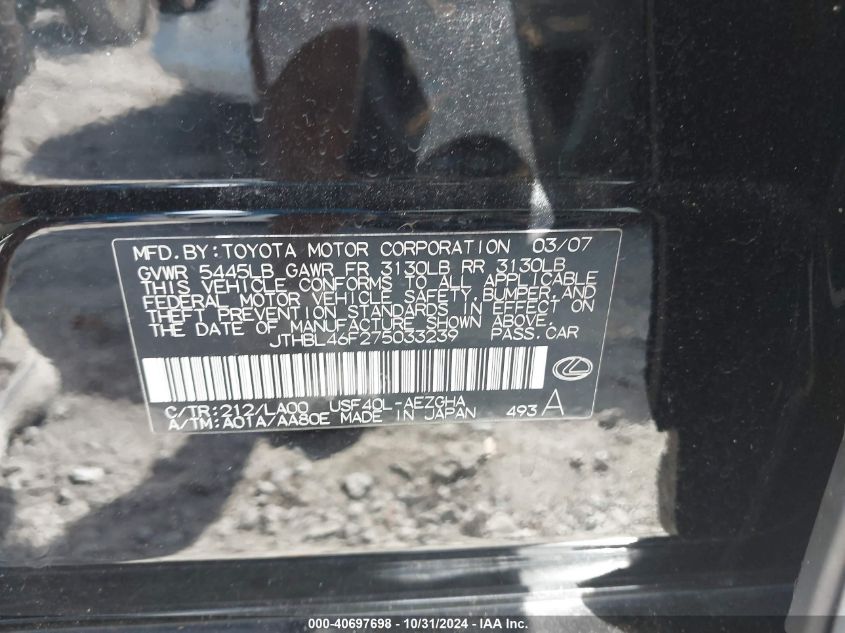 MFD.BY:TOYOTA MOTOR CORPORATION 03/07
GVWR 5445LB GAWR FR 3130LB RR 3130LB
THIS VEHICLE CONFORMS TO ALL APPLICABLE
FEDERAL MOTOR VEHICLE SAFETY,BUMPER,AND
THEFT PREVENTION STANDARDS IN EFFECT ON
THE DATE OF MANUFACTURE SHOWN ABOVE.
JTHBL46F275033239 PASS.CAR
C/TR:212/LA00 USF40L-AEZGHA
A/TM:A01A/AA80E MADE IN JAPAN 493 A
000-40697698 - 10/31/2024 - IAA Inc.